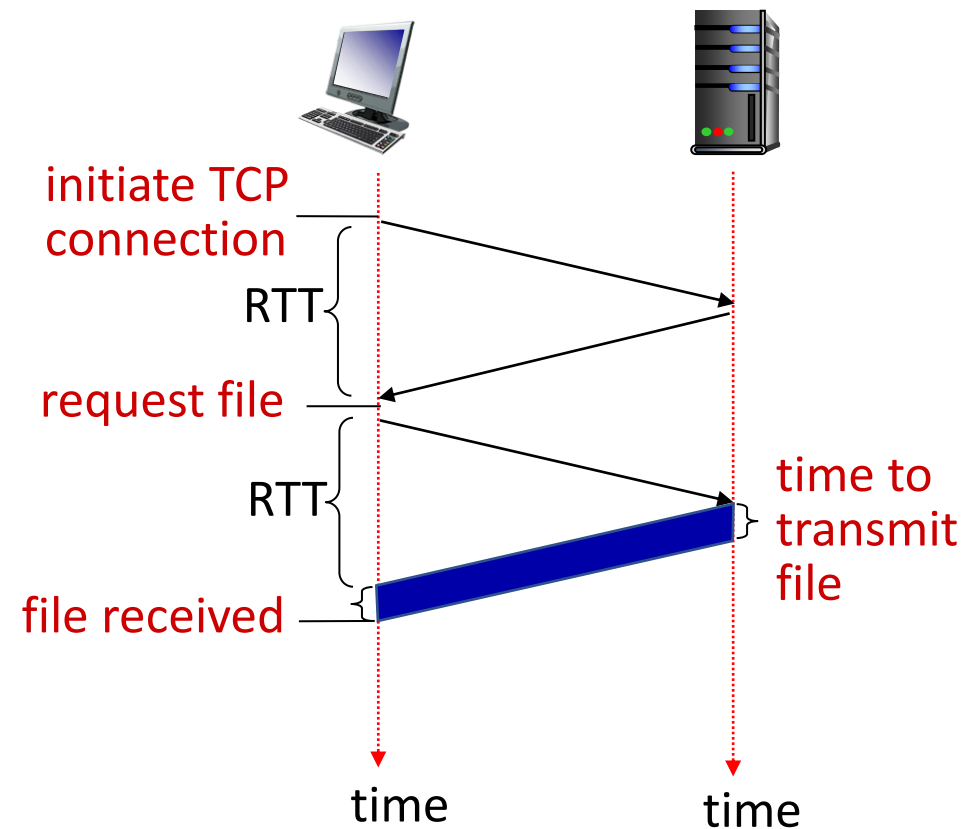 initiate TCP
connection
RTT
request file
RTT
time to
transmit
file
file received
time
time